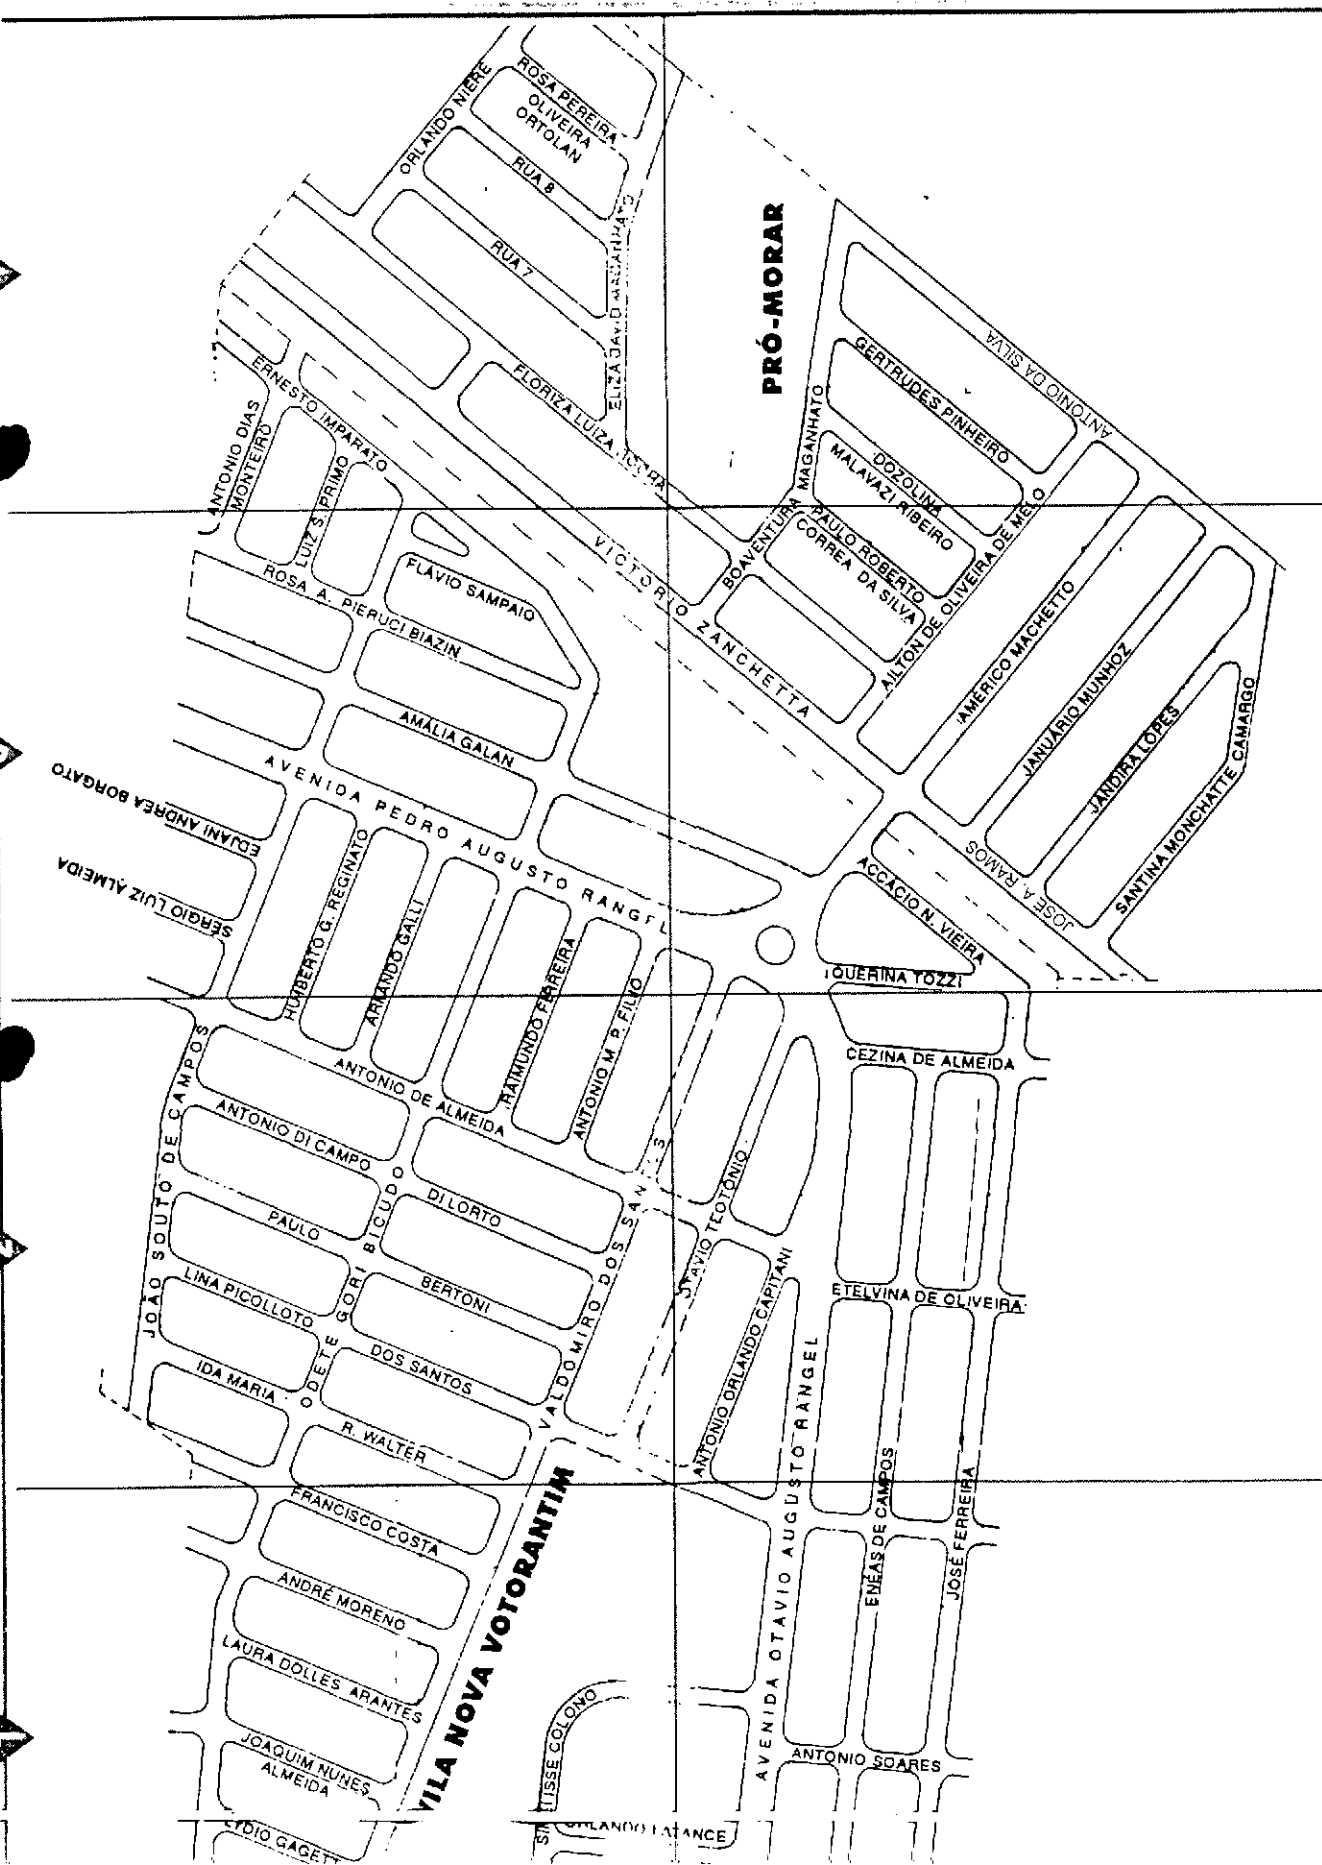 ORLANDO NIERE
ROSA PEREIRA
OLIVEIRA
ORTOLAN
RUA 8
RUA 7
PRÓ-MORAR
ANTONIO DA SILVA
GERTRUDES PINHEIRO
DOZOLINA
MALAVAZI RIBEIRO
PAULO ROBERTO
CORREA DA SILVA
BOAVENTURA MAGANHATO
AILTON DE OLIVEIRA DE MELO
FLORIZA LUIZA
ERNESTO IMPARATO
ANTONIO DIAS
MONTEIRO
LUIZ S. PRIMO
VICTORIO ZANCHETTA
FLÁVIO SAMPAIO
ROSA A. PIERUCI BIAZIN
AMÁLIA GALAN
AMÉRICO MACHETTO
JANUÁRIO MUNHOZ
JANDIRA LOPES
SANTINA MONCHATTE CAMARGO
JOSÉ A. RAMOS
AVENIDA PEDRO AUGUSTO RANGEL
EDJANI ANDREA BORGATO
SERGIO LUIZ ALMEIDA
HUMBERTO G. REGINATO
ARMANDO GALLI
RAIMUNDO FERREIRA
ANTONIO M. P. FILHO
ACCACIO N. VIEIRA
QUERINA TOZZI
CEZINA DE ALMEIDA
ANTONIO DE ALMEIDA
JOÃO SOUTO DE CAMPOS
ANTONIO DI CAMPO
DI LORTO
PAULO
BERTONI
LINA PICOLLOTO
DOS SANTOS
IDA MARIA
R. WALTER
ODETE GORI BICUDO
VALDOMIRO DOS SANTOS
TEOTÔNIO
ANTONIO ORLANDO CAPITANI
ETELVINA DE OLIVEIRA
AVENIDA OTAVIO AUGUSTO RANGEL
ENÉAS DE CAMPOS
JOSÉ FERREIRA
FRANCISCO COSTA
ANDRÉ MORENO
LAURA DOLLES ARANTES
JOAQUIM NUNES
ALMEIDA
VILA NOVA VOTORANTIM
COLONO
ANTONIO SOARES